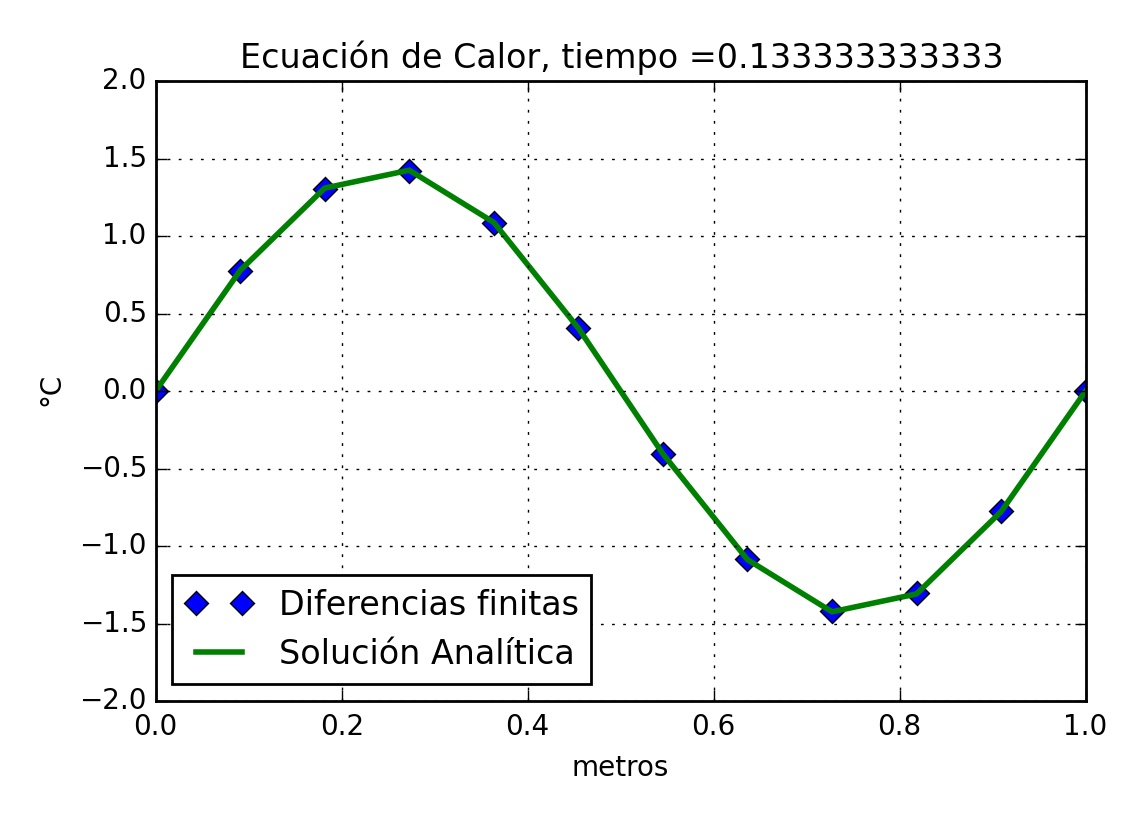 Ecuación de Calor, tiempo =0.133333333333
2.0
1.5
1.0
0.5
0.0
−0.5
−1.0
−1.5
−2.0
°C
Diferencias finitas
Solución Analítica
0.0 0.2 0.4 0.6 0.8 1.0
metros